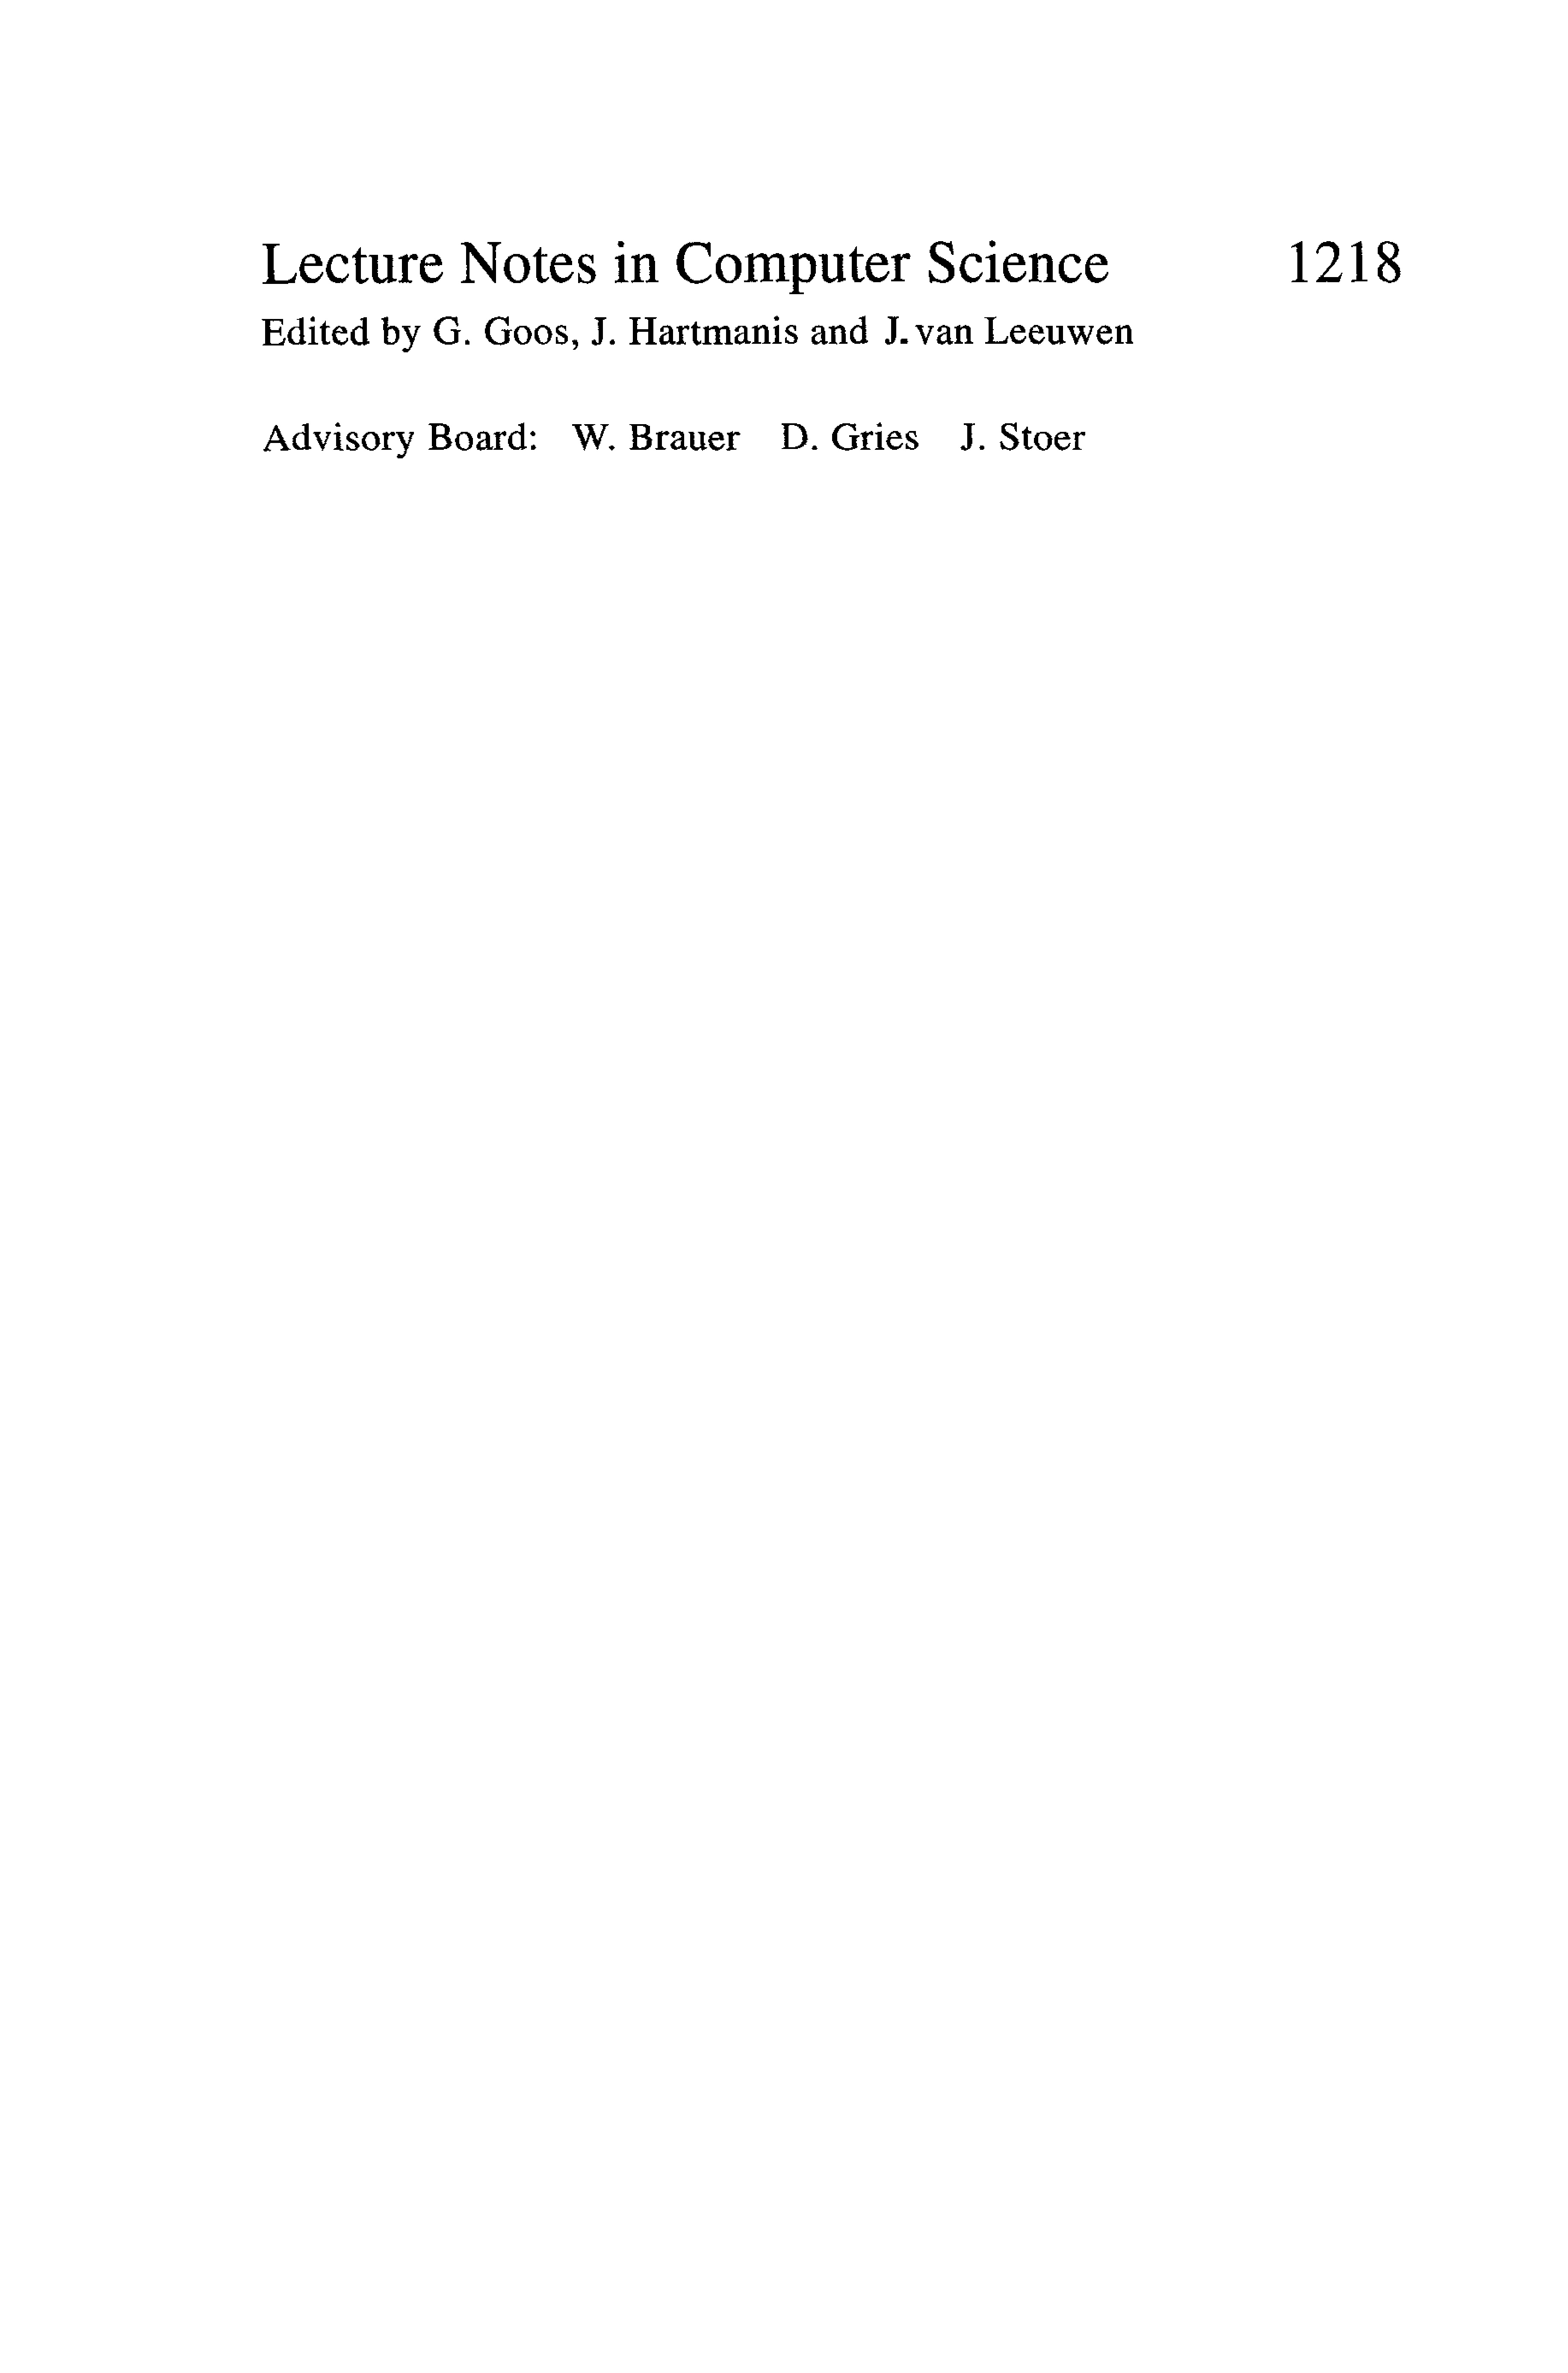 Lecture Notes in Computer Science 1218
Edited by G. Goos, J. Hartmanis and J. van Leeuwen
Advisory Board: W. Brauer D. Gries J. Stoer